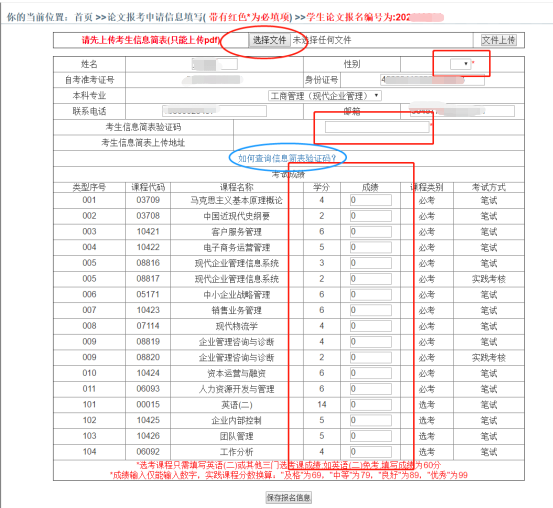 你的当前位置：首页 >>论文报考申请信息填写( 带有红色*为必填项) >>学生论文报名编号为:202
请先上传考生信息简表(只能上传pdf) 选择文件 未选择任何文件 文件上传
姓名 性别 *
自考准考证号 身份证号 4
本科专业 工商管理（现代企业管理）
联系电话 邮箱
考生信息简表验证码 *
考生信息简表上传地址
如何查询信息简表验证码？
考试成绩
类型序号 课程代码 课程名称 学分 成绩 课程类别 考试方式
001 03709 马克思主义基本原理概论 4 0 必考 笔试
002 03708 中国近现代史纲要 2 0 必考 笔试
003 10421 客户服务管理 6 0 必考 笔试
004 10422 电子商务运营管理 5 0 必考 笔试
005 08816 现代企业管理信息系统 3 0 必考 笔试
005 08817 现代企业管理信息系统 2 0 必考 实践考核
006 05171 中小企业战略管理 6 0 必考 笔试
007 10423 销售业务管理 6 0 必考 笔试
008 07114 现代物流学 4 0 必考 笔试
009 08819 企业管理咨询与诊断 4 0 必考 笔试
009 08820 企业管理咨询与诊断 2 0 必考 实践考核
010 10424 资本运营与融资 6 0 必考 笔试
011 06093 人力资源开发与管理 6 0 必考 笔试
101 00015 英语(二) 14 0 选考 笔试
102 10425 企业内部控制 5 0 选考 笔试
103 10426 团队管理 5 0 选考 笔试
104 06092 工作分析 4 0 选考 笔试
*选考课程只需填写英语(二)或其他三门选考课成绩,如英语(二)免考,填写成绩为60分
*成绩输入仅能输入数字，实践课程分数换算："及格"为69、"中等"为79、"良好"为89、"优秀"为99
保存报名信息